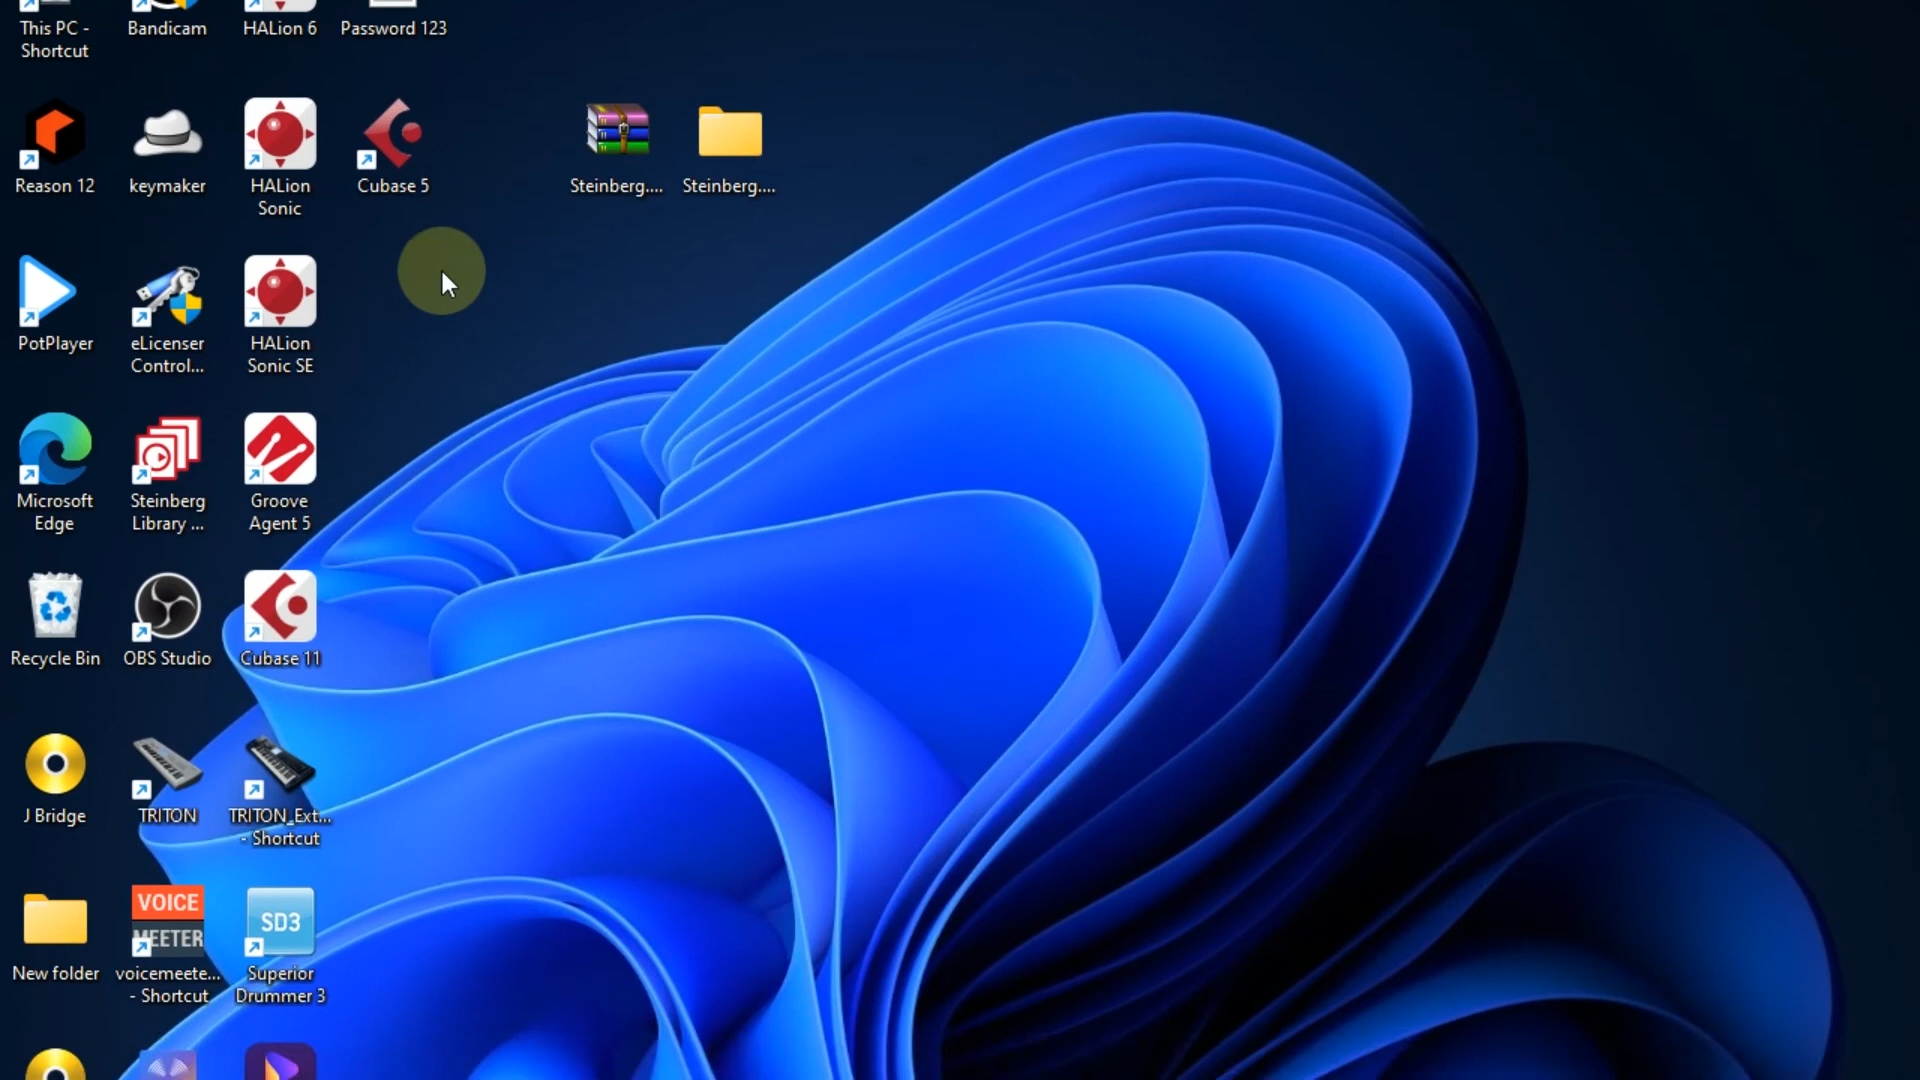 This PC -
Shortcut
Bandicam
HALion 6
Password 123
Reason 12
keymaker
HALion
Sonic
Cubase 5
Steinberg....
Steinberg....
PotPlayer
eLicenser
Control...
HALion
Sonic SE
Microsoft
Edge
Steinberg
Library ...
Groove
Agent 5
Recycle Bin
OBS Studio
Cubase 11
J Bridge
TRITON
TRITON_Ext...
- Shortcut
New folder
VOICE
MEETER
voicemeete...
- Shortcut
SD3
Superior
Drummer 3